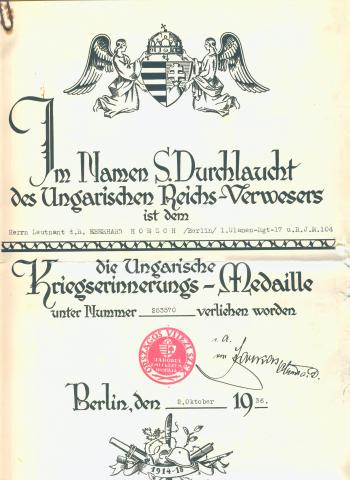 Im Namen S. Durchlaucht
des Ungarischen Reichs-Verwesers
ist dem
Herrn Leutnant d.R. EBERHARD HORSCH /Berlin/ 1.Ulanen-Rgt-17 u.R.J.R.104
die Ungarische
Kriegserinnerungs-Medaille
unter Nummer 253570 verliehen worden
Berlin, den 2.Oktober 1936.
1914-18